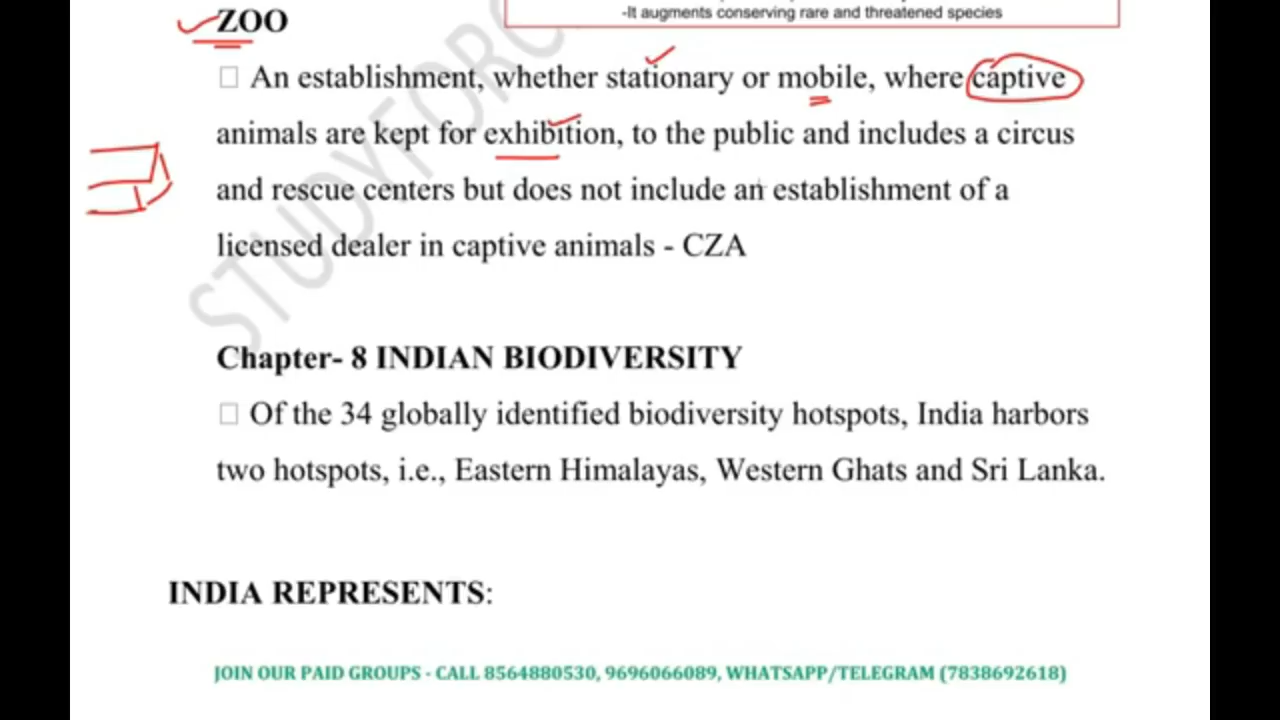 -It augments conserving rare and threatened species
ZOO
An establishment, whether stationary or mobile, where captive
animals are kept for exhibition, to the public and includes a circus
and rescue centers but does not include an establishment of a
licensed dealer in captive animals - CZA
Chapter- 8 INDIAN BIODIVERSITY
Of the 34 globally identified biodiversity hotspots, India harbors
two hotspots, i.e., Eastern Himalayas, Western Ghats and Sri Lanka.
INDIA REPRESENTS:
JOIN OUR PAID GROUPS - CALL 8564880530, 9696066089, WHATSAPP/TELEGRAM (7838692618)
STUDYFORC